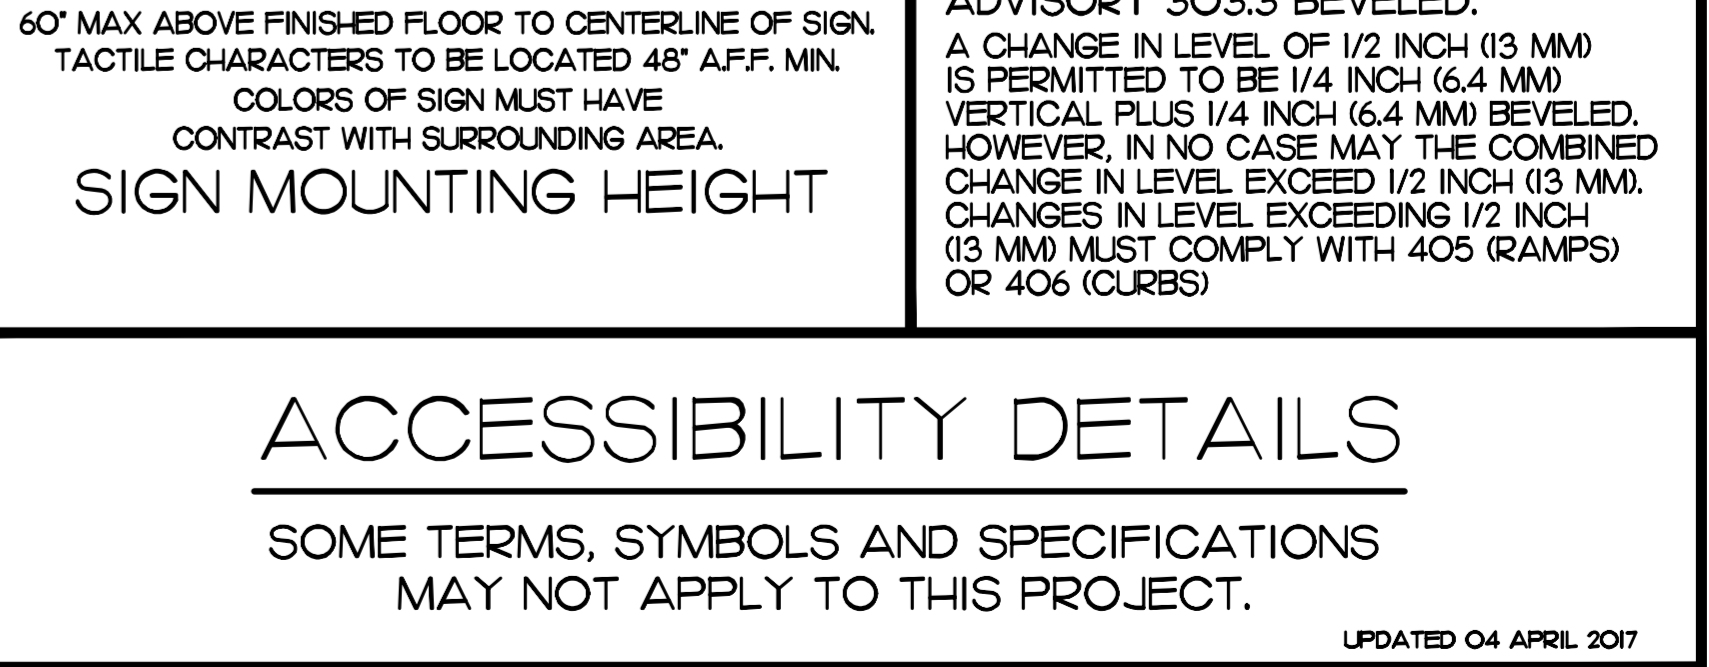 60" MAX ABOVE FINISHED FLOOR TO CENTERLINE OF SIGN.
TACTILE CHARACTERS TO BE LOCATED 48" A.F.F. MIN.
COLORS OF SIGN MUST HAVE
CONTRAST WITH SURROUNDING AREA.
SIGN MOUNTING HEIGHT
ADVISORY 303.3 BEVELED.
A CHANGE IN LEVEL OF 1/2 INCH (13 MM)
IS PERMITTED TO BE 1/4 INCH (6.4 MM)
VERTICAL PLUS 1/4 INCH (6.4 MM) BEVELED.
HOWEVER, IN NO CASE MAY THE COMBINED
CHANGE IN LEVEL EXCEED 1/2 INCH (13 MM).
CHANGES IN LEVEL EXCEEDING 1/2 INCH
(13 MM) MUST COMPLY WITH 405 (RAMPS)
OR 406 (CURBS)
ACCESSIBILITY DETAILS
SOME TERMS, SYMBOLS AND SPECIFICATIONS
MAY NOT APPLY TO THIS PROJECT.
UPDATED 04 APRIL 2017